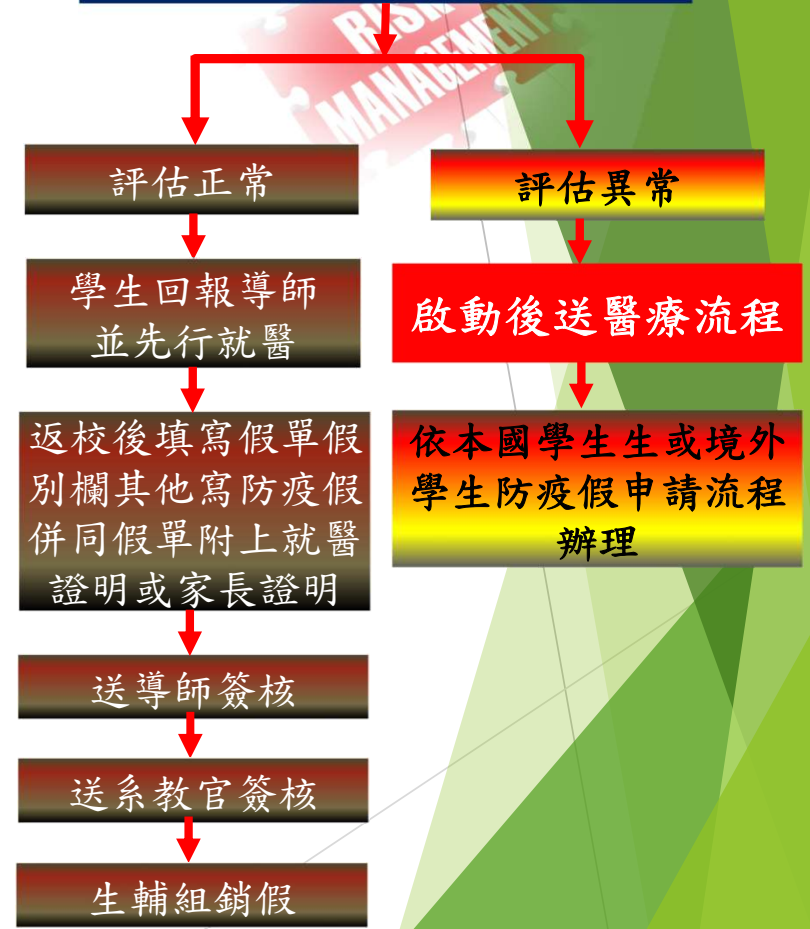 RISK
MANAGEMENT
評估正常
學生回報導師
並先行就醫
返校後填寫假單假
別欄其他寫防疫假
併同假單附上就醫
證明或家長證明
送導師簽核
送系教官簽核
生輔組銷假
評估異常
啟動後送醫療流程
依本國學生生或境外
學生防疫假申請流程
辦理